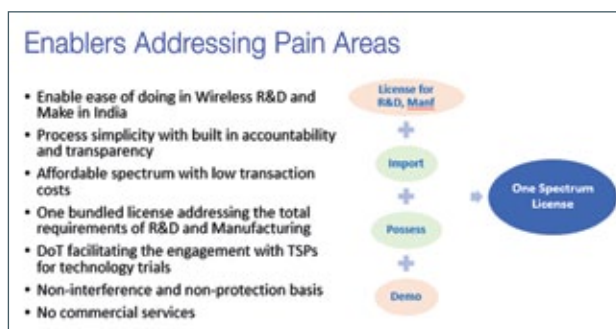 Enablers Addressing Pain Areas
• Enable ease of doing in Wireless R&D and
Make in India
• Process simplicity with built in accountability
and transparency
• Affordable spectrum with low transaction
costs
• One bundled license addressing the total
requirements of R&D and Manufacturing
• DoT facilitating the engagement with TSPs
for technology trials
• Non-interference and non-protection basis
• No commercial services
License for
R&D, Manf
Import
Possess
Demo
One Spectrum
License